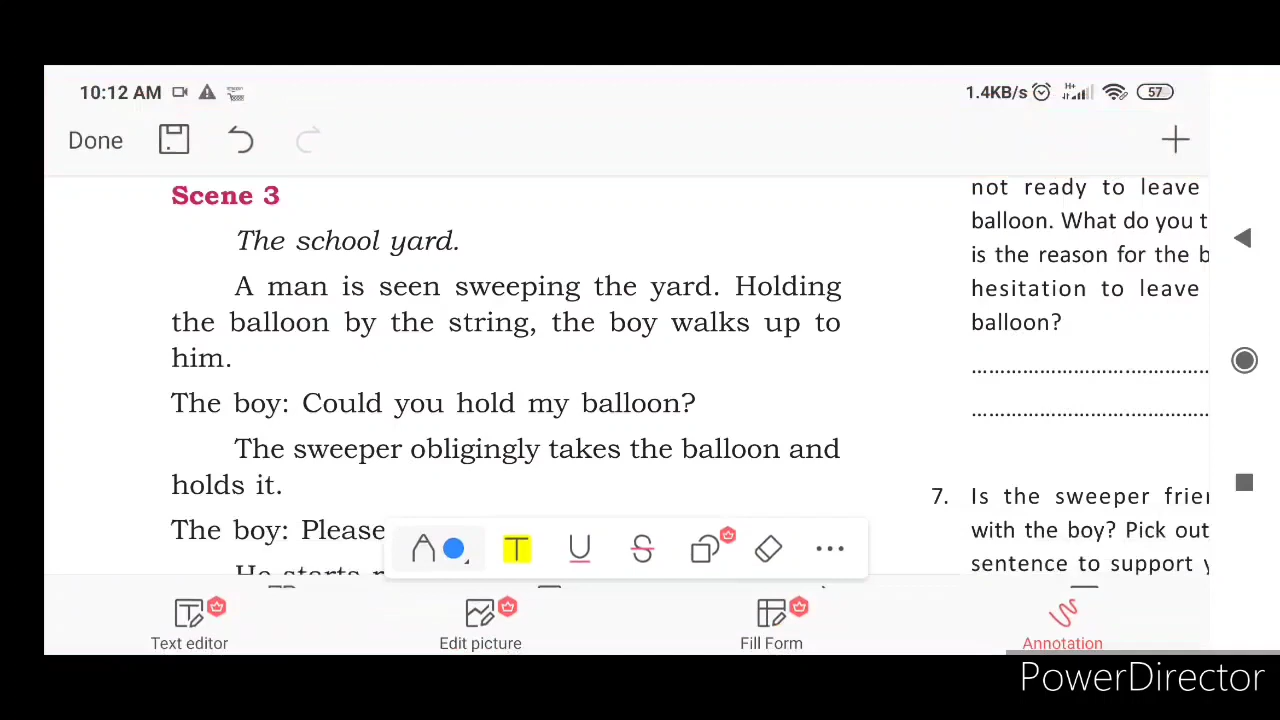 10:12 AM
1.4KB/s
57
Done
Scene 3
The school yard.
A man is seen sweeping the yard. Holding
the balloon by the string, the boy walks up to
him.
The boy: Could you hold my balloon?
The sweeper obligingly takes the balloon and
holds it.
The boy: Please
He starts
not ready to leave
balloon. What do you t
is the reason for the b
hesitation to leave
balloon?
7. Is the sweeper frien
with the boy? Pick out
sentence to support y
Text editor
Edit picture
Fill Form
Annotation
PowerDirector